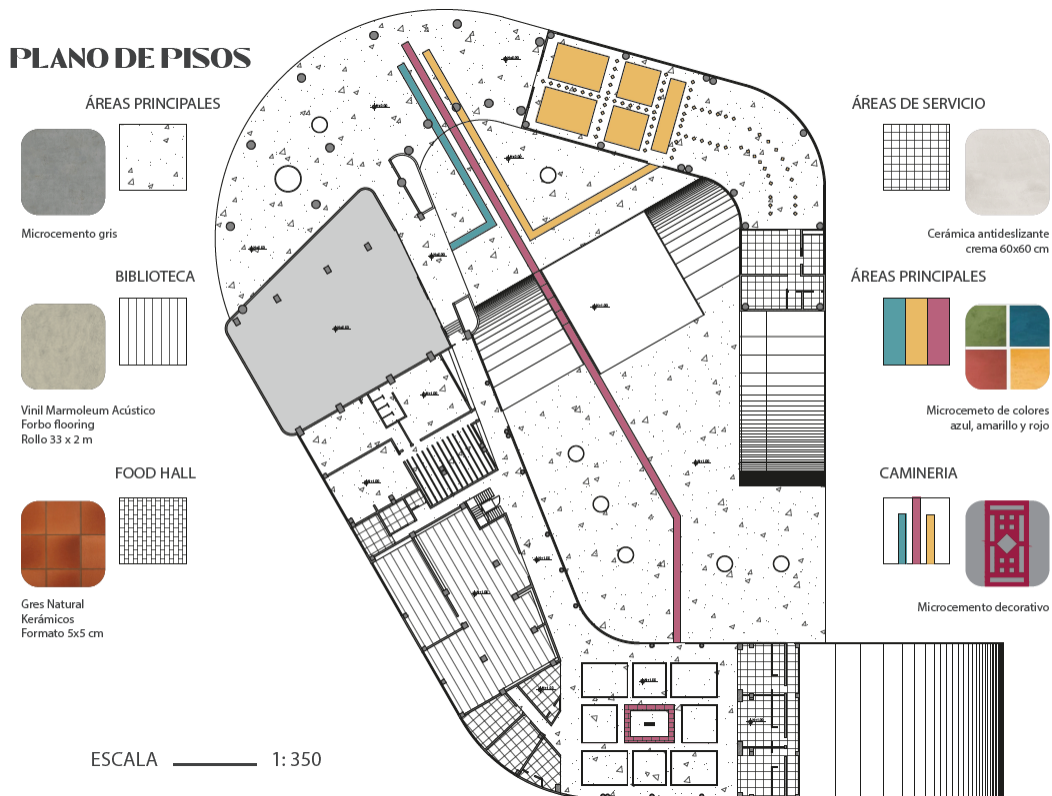 PLANO DE PISOS
ÁREAS PRINCIPALES
Microcemento gris
BIBLIOTECA
Vinil Marmoleum Acústico
Forbo flooring
Rollo 33 x 2 m
FOOD HALL
Gres Natural
Kerámicos
Formato 5x5 cm
ESCALA 1: 350
ÁREAS DE SERVICIO
Cerámica antideslizante
crema 60x60 cm
ÁREAS PRINCIPALES
Microcemeto de colores
azul, amarillo y rojo
CAMINERIA
Microcemento decorativo